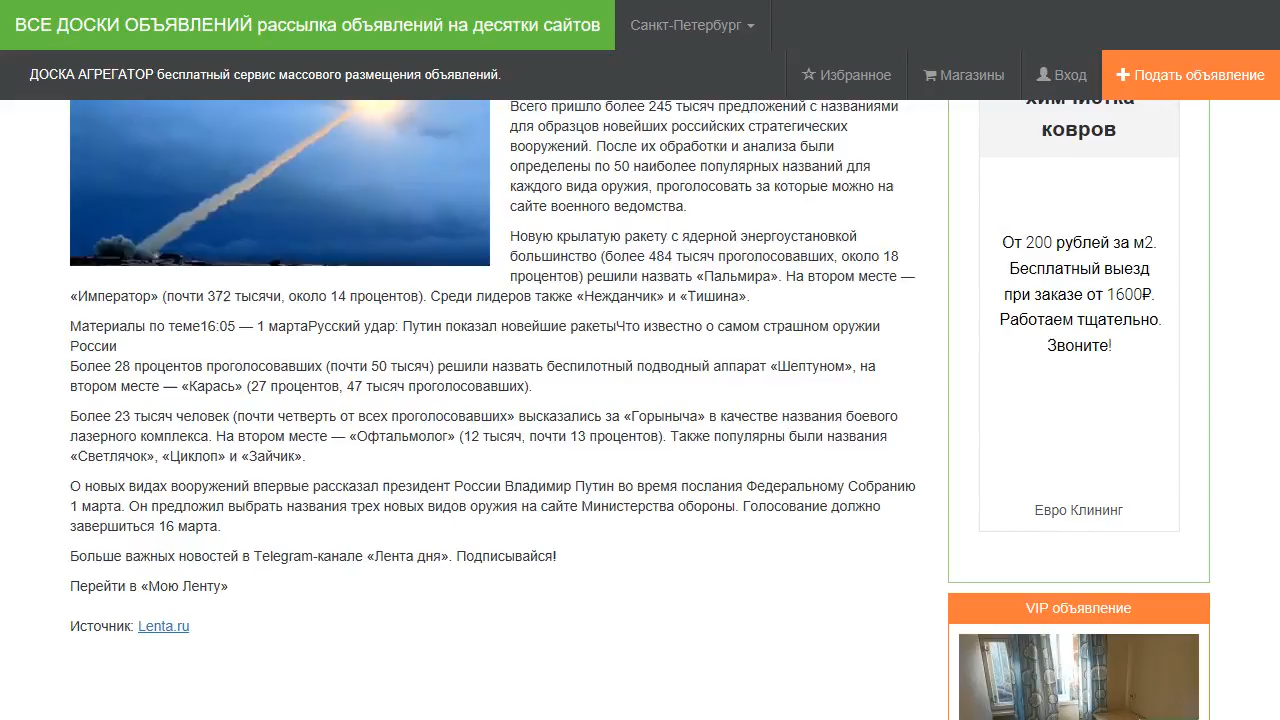 ВСЕ ДОСКИ ОБЪЯВЛЕНИЙ рассылка объявлений на десятки сайтов
Санкт-Петербург
ДОСКА АГРЕГАТОР бесплатный сервис массового размещения объявлений.
Избранное
Магазины
Вход
Подать объявление
Всего пришло более 245 тысяч предложений с названиями
для образцов новейших российских стратегических
вооружений. После их обработки и анализа были
определены по 50 наиболее популярных названий для
каждого вида оружия, проголосовать за которые можно на
сайте военного ведомства.
Новую крылатую ракету с ядерной энергоустановкой
большинство (более 484 тысяч проголосовавших, около 18
процентов) решили назвать «Пальмира». На втором месте —
«Император» (почти 372 тысячи, около 14 процентов). Среди лидеров также «Нежданчик» и «Тишина».
Материалы по теме16:05 — 1 мартаРусский удар: Путин показал новейшие ракетыЧто известно о самом страшном оружии
России
Более 28 процентов проголосовавших (почти 50 тысяч) решили назвать беспилотный подводный аппарат «Шептуном», на
втором месте — «Карась» (27 процентов, 47 тысяч проголосовавших).
Более 23 тысяч человек (почти четверть от всех проголосовавших» высказались за «Горыныча» в качестве названия боевого
лазерного комплекса. На втором месте — «Офтальмолог» (12 тысяч, почти 13 процентов). Также популярны были названия
«Светлячок», «Циклоп» и «Зайчик».
О новых видах вооружений впервые рассказал президент России Владимир Путин во время послания Федеральному Собранию
1 марта. Он предложил выбрать названия трех новых видов оружия на сайте Министерства обороны. Голосование должно
завершиться 16 марта.
Больше важных новостей в Telegram-канале «Лента дня». Подписывайся!
Перейти в «Мою Ленту»
Источник: Lenta.ru
химчистка
ковров
От 200 рублей за м2.
Бесплатный выезд
при заказе от 1600₽.
Работаем тщательно.
Звоните!
Евро Клининг
VIP объявление